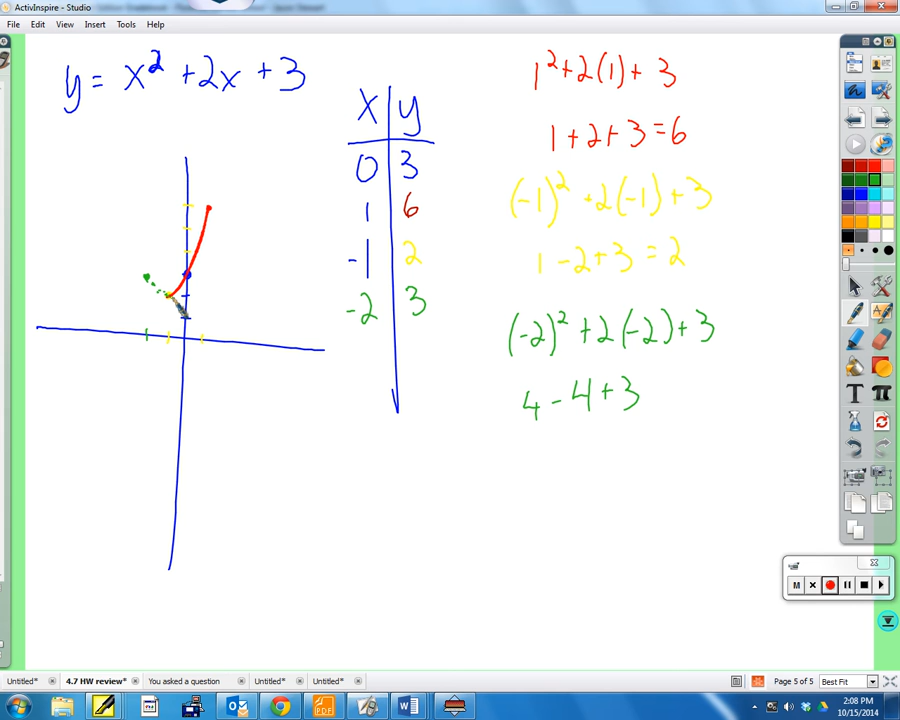 ActivInspire - Studio
File Edit View Insert Tools Help
y = x² + 2x + 3
x y
0 3
1 6
-1 2
-2 3
1² + 2(1) + 3
1 + 2 + 3 = 6
(-1)² + 2(-1) + 3
1 - 2 + 3 = 2
(-2)² + 2(-2) + 3
4 - 4 + 3
M
Untitled* 4.7 HW review* You asked a question Untitled* Untitled*
Page 5 of 5 Best Fit
PDF
2:08 PM
10/15/2014